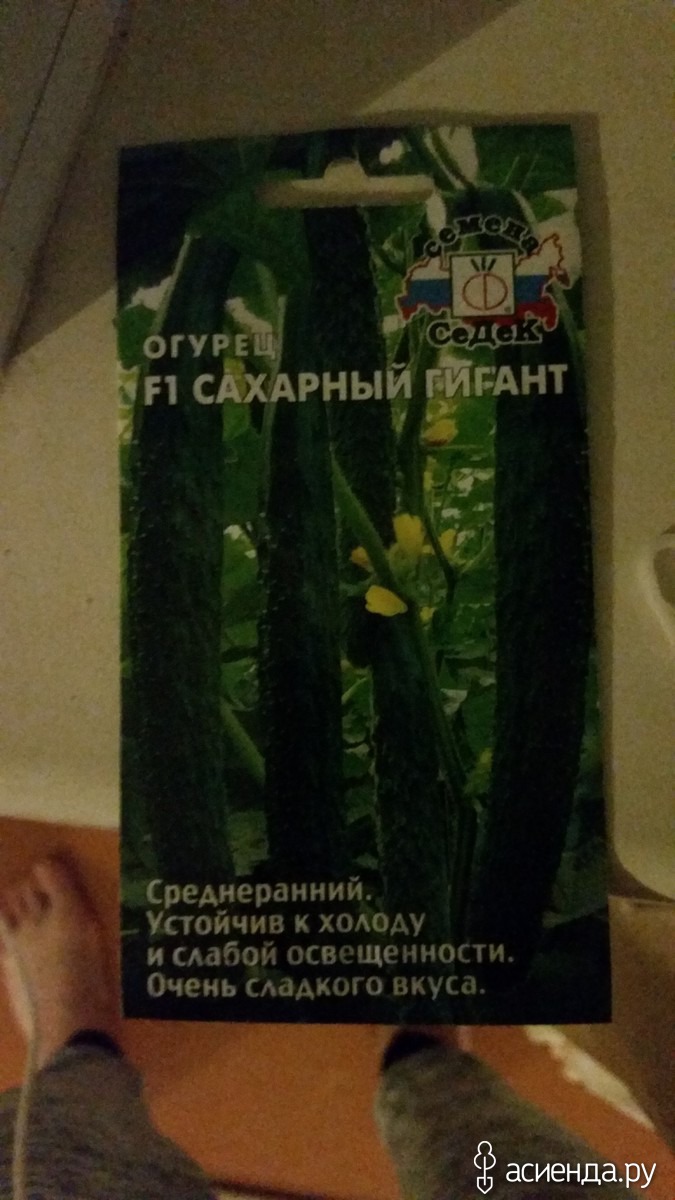 семена
СеДеК
ОГУРЕЦ
F1 САХАРНЫЙ ГИГАНТ
Среднеранний.
Устойчив к холоду
и слабой освещенности.
Очень сладкого вкуса.
асиенда.ру